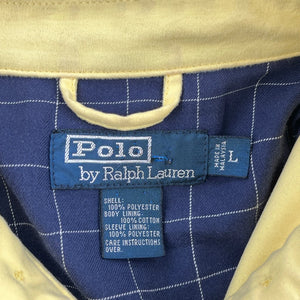 Polo
by Ralph Lauren
MADE IN
MALAYSIA
L
SHELL:
100% POLYESTER
BODY LINING:
100% COTTON
SLEEVE LINING:
100% POLYESTER
CARE INSTRUCTIONS
OVER.